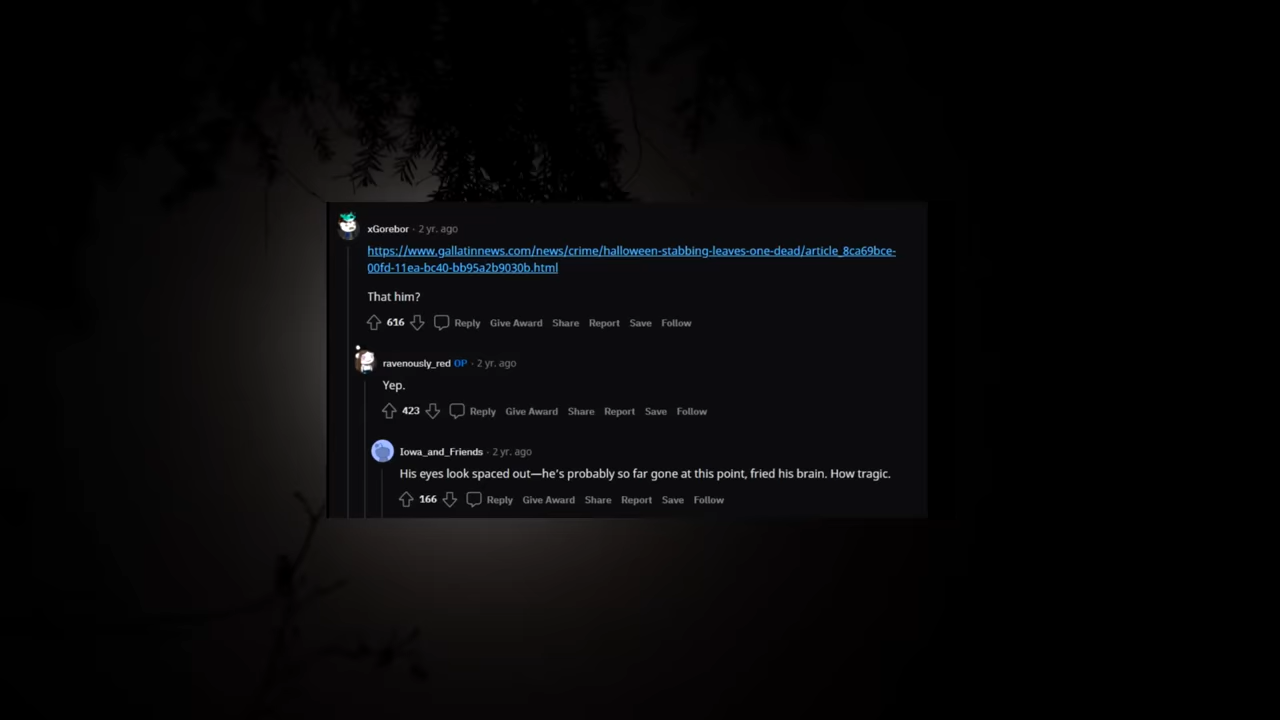 xGorebor · 2 yr. ago
https://www.gallatinnews.com/news/crime/halloween-stabbing-leaves-one-dead/article_8ca69bce-
00fd-11ea-bc40-bb95a2b9030b.html
That him?
616 Reply Give Award Share Report Save Follow
ravenously_red OP · 2 yr. ago
Yep.
423 Reply Give Award Share Report Save Follow
Iowa_and_Friends · 2 yr. ago
His eyes look spaced out—he's probably so far gone at this point, fried his brain. How tragic.
166 Reply Give Award Share Report Save Follow